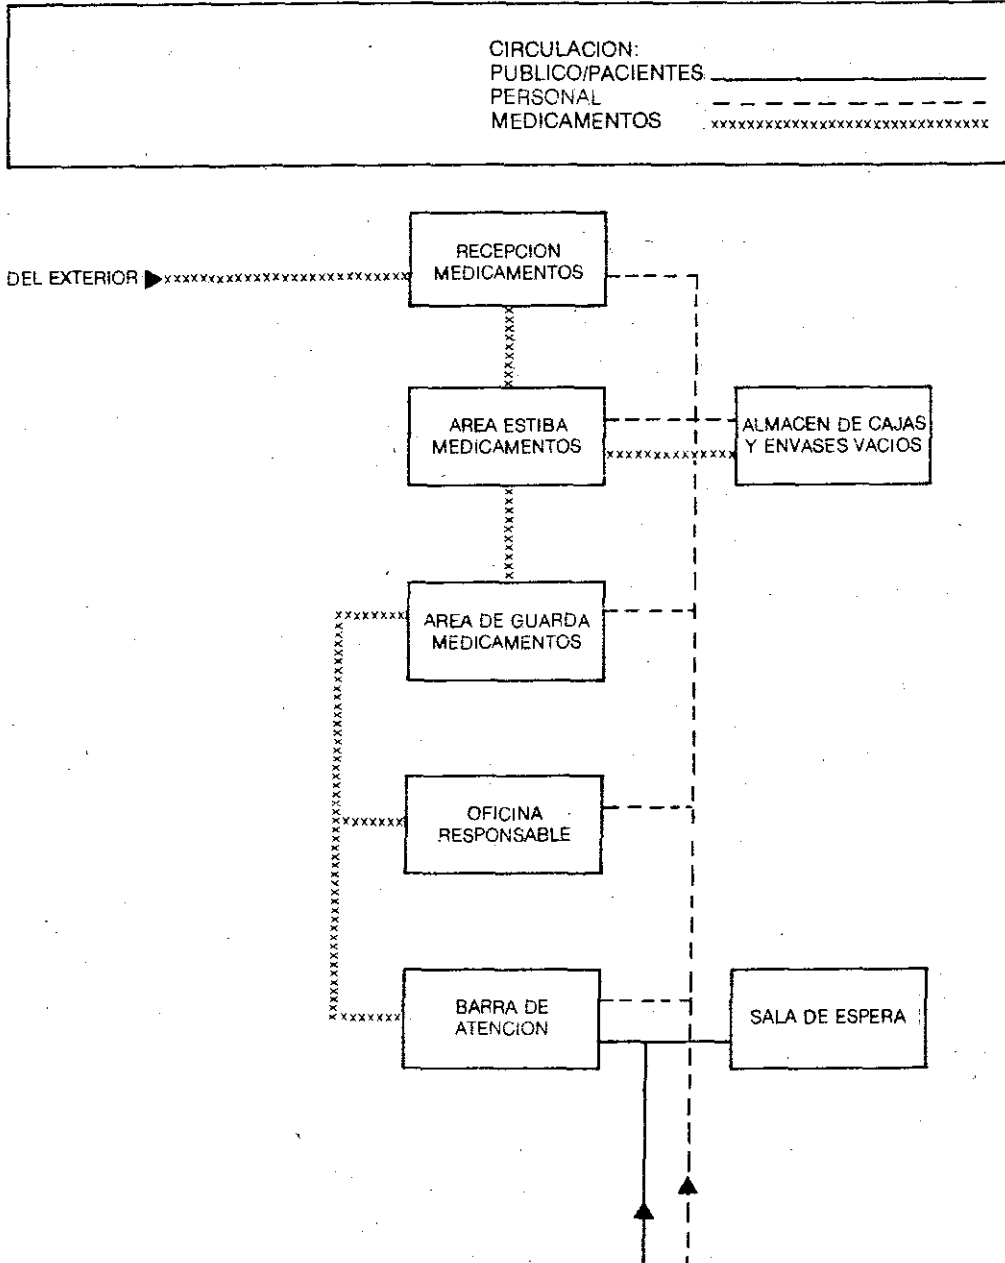 CIRCULACION:
PUBLICO/PACIENTES
PERSONAL
MEDICAMENTOS
RECEPCION
MEDICAMENTOS
DEL EXTERIOR
AREA ESTIBA
MEDICAMENTOS
ALMACEN DE CAJAS
Y ENVASES VACIOS
AREA DE GUARDA
MEDICAMENTOS
OFICINA
RESPONSABLE
BARRA DE
ATENCION
SALA DE ESPERA